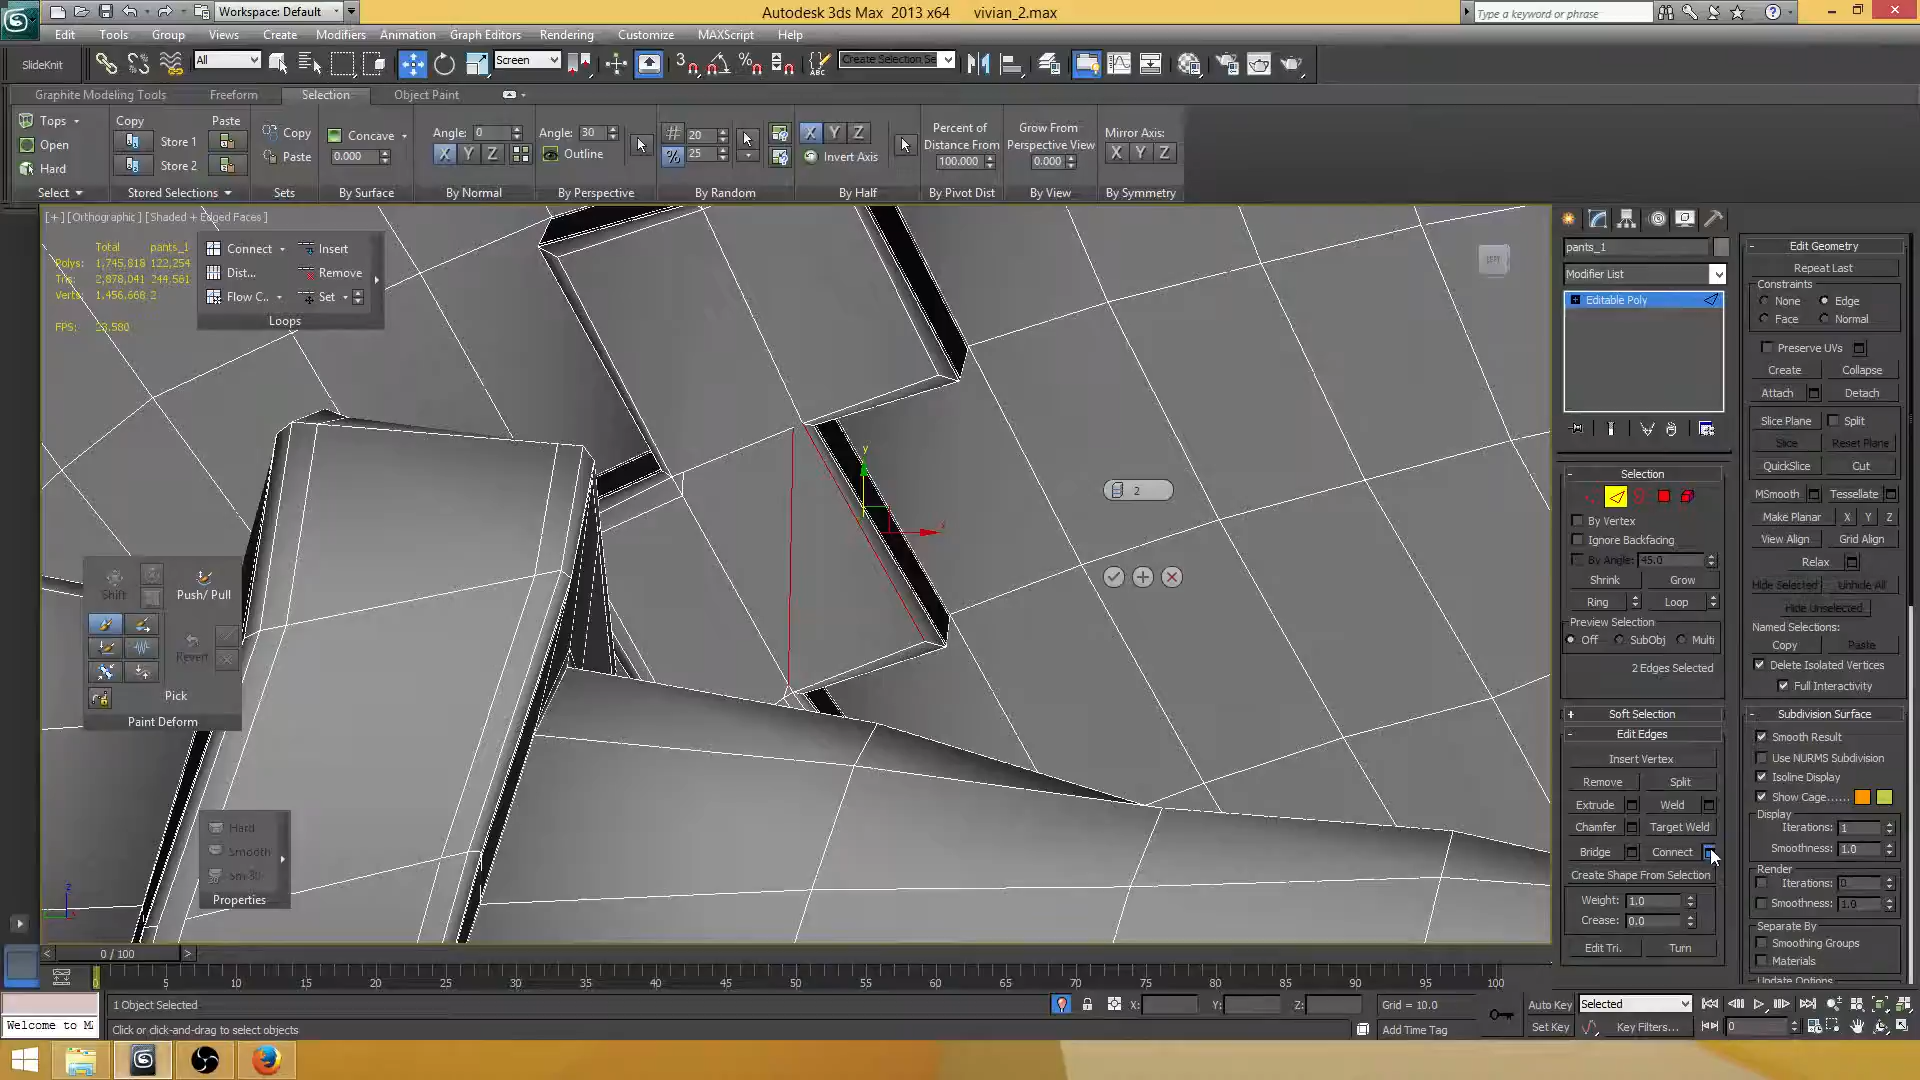 Workspace: Default
Autodesk 3ds Max 2013 x64 vivian_2.max
Type a keyword or phrase
Edit Tools Group Views Create Modifiers Animation Graph Editors Rendering Customize MAXScript Help
SlideKnit
All
Screen
Create Selection Se
Graphite Modeling Tools Freeform Selection Object Paint
Tops
Open
Hard
Select
Copy Paste
Store 1
Store 2
Stored Selections
Copy
Paste
Sets
Concave
0.000
By Surface
Angle: 0
X Y Z
By Normal
Angle: 30
Outline
By Perspective
20
25
By Random
X Y Z
Invert Axis
By Half
Percent of
Distance From
100.000
By Pivot Dist
Grow From
Perspective View
0.000
By View
Mirror Axis:
X Y Z
By Symmetry
[+] [Orthographic] [Shaded + Edged Faces]
Total pants_1
Polys: 1,745,818 122,254
Tris: 2,878,041 244,561
Verts: 1,456,668 2
FPS: 23.580
Connect Insert
Dist... Remove
Flow C.. Set
Loops
Shift
Push/ Pull
Revert
Pick
Paint Deform
Hard
Smooth
Sm 30
Properties
2
LEFT
y
x
z
pants_1
Modifier List
Editable Poly
Selection
By Vertex
Ignore Backfacing
By Angle: 45.0
Shrink Grow
Ring Loop
Preview Selection
Off SubObj Multi
2 Edges Selected
Soft Selection
Edit Edges
Insert Vertex
Remove Split
Extrude Weld
Chamfer Target Weld
Bridge Connect
Create Shape From Selection
Weight: 1.0
Crease: 0.0
Edit Tri. Turn
Edit Geometry
Repeat Last
Constraints
None Edge
Face Normal
Preserve UVs
Create Collapse
Attach Detach
Slice Plane Split
Slice Reset Plane
QuickSlice Cut
MSmooth Tessellate
Make Planar X Y Z
View Align Grid Align
Relax
Hide Selected Unhide All
Hide Unselected
Named Selections:
Copy Paste
Delete Isolated Vertices
Full Interactivity
Subdivision Surface
Smooth Result
Use NURMS Subdivision
Isoline Display
Show Cage......
Display
Iterations: 1
Smoothness: 1.0
Render
Iterations: 0
Smoothness: 1.0
Separate By
Smoothing Groups
Materials
Update Options
0 / 100
5 10 15 20 25 30 35 40 45 50 55 60 65 70 75 80 85 90 95 100
1 Object Selected
X: Y: Z: Grid = 10.0
Auto Key Selected
Welcome to M
Click or click-and-drag to select objects
Add Time Tag
Set Key Key Filters... 0